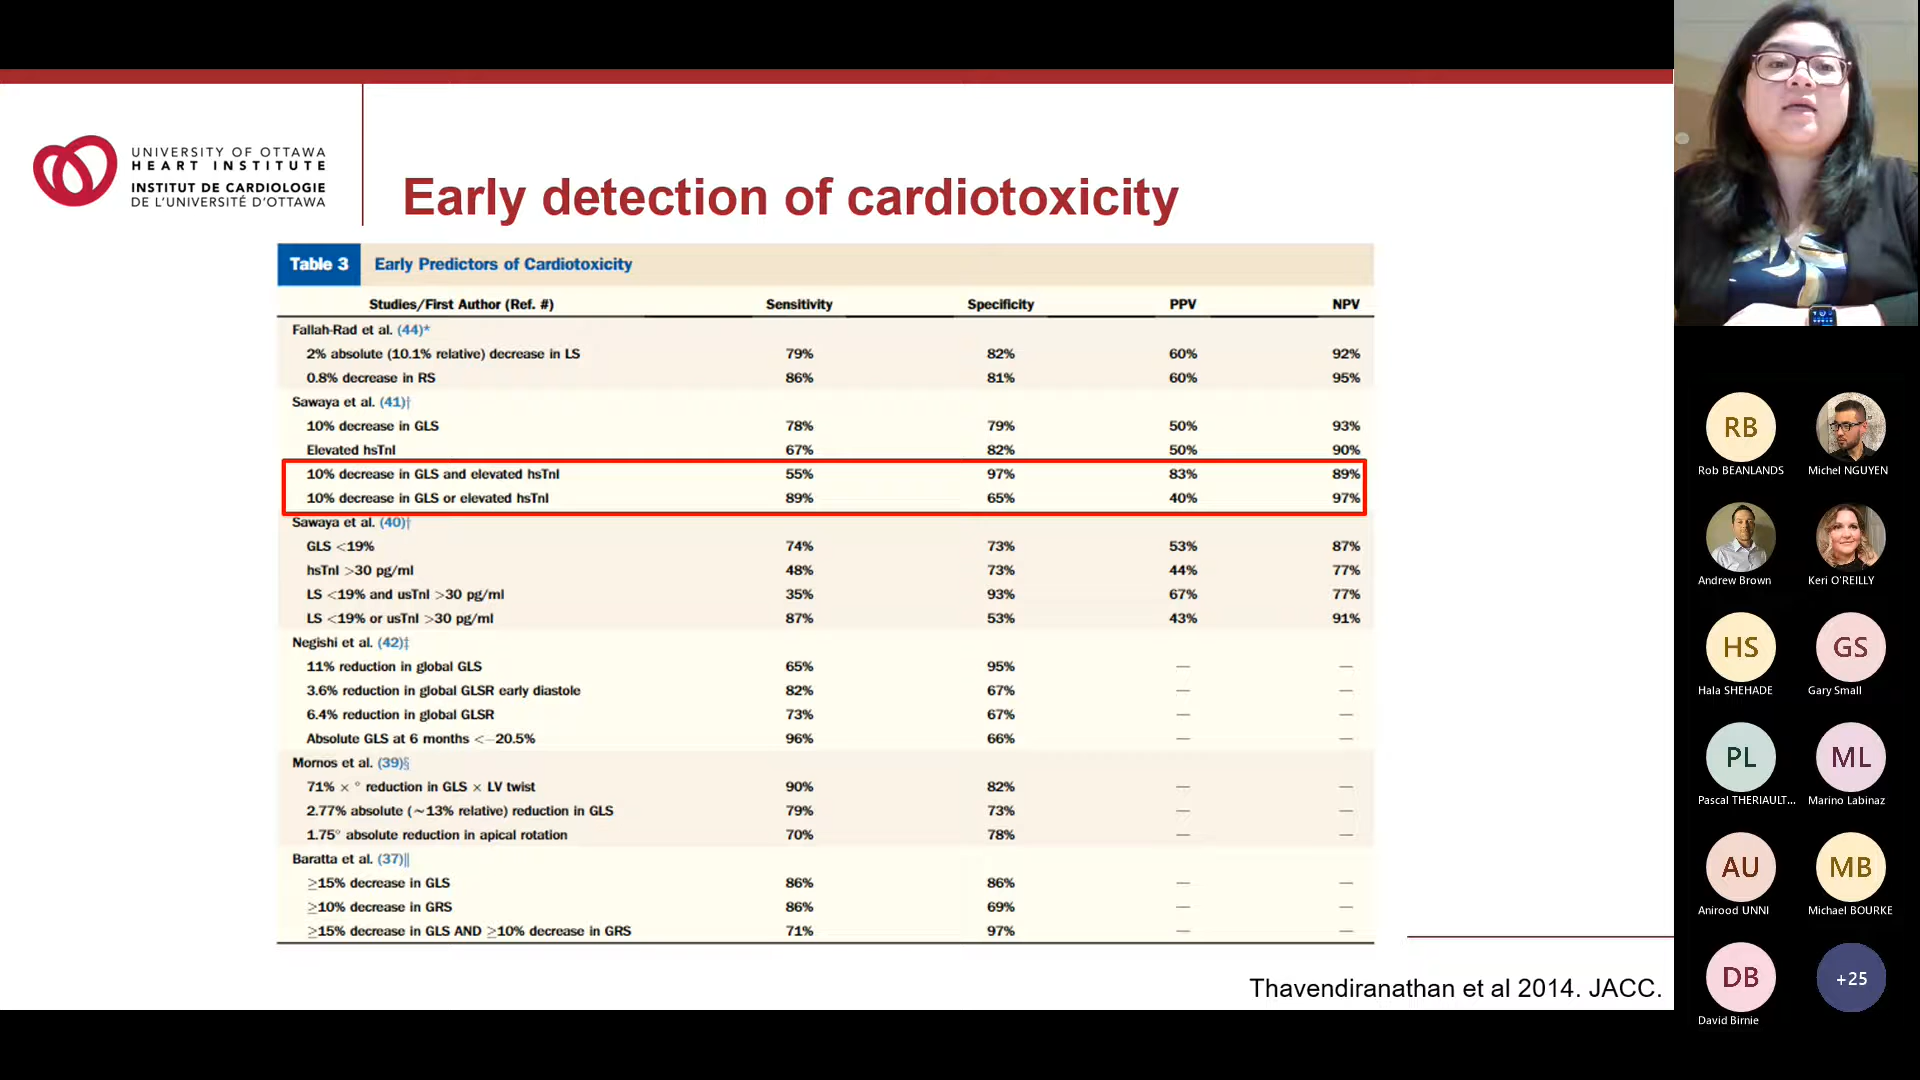 UNIVERSITY OF OTTAWA
HEART INSTITUTE
INSTITUT DE CARDIOLOGIE
DE L'UNIVERSITÉ D'OTTAWA
Early detection of cardiotoxicity
Table 3 Early Predictors of Cardiotoxicity
Studies/First Author (Ref. #) Sensitivity Specificity PPV NPV
Fallah-Rad et al. (44)*
2% absolute (10.1% relative) decrease in LS 79% 82% 60% 92%
0.8% decrease in RS 86% 81% 60% 95%
Sawaya et al. (41)†
10% decrease in GLS 78% 79% 50% 93%
Elevated hsTnI 67% 82% 50% 90%
10% decrease in GLS and elevated hsTnI 55% 97% 83% 89%
10% decrease in GLS or elevated hsTnI 89% 65% 40% 97%
Sawaya et al. (40)†
GLS <19% 74% 73% 53% 87%
hsTnI >30 pg/ml 48% 73% 44% 77%
LS <19% and usTnI >30 pg/ml 35% 93% 67% 77%
LS <19% or usTnI >30 pg/ml 87% 53% 43% 91%
Negishi et al. (42)‡
11% reduction in global GLS 65% 95% — —
3.6% reduction in global GLSR early diastole 82% 67% — —
6.4% reduction in global GLSR 73% 67% — —
Absolute GLS at 6 months <−20.5% 96% 66% — —
Mornos et al. (39)§
71% × ° reduction in GLS × LV twist 90% 82% — —
2.77% absolute (~13% relative) reduction in GLS 79% 73% — —
1.75° absolute reduction in apical rotation 70% 78% — —
Baratta et al. (37)||
≥15% decrease in GLS 86% 86% — —
≥10% decrease in GRS 86% 69% — —
≥15% decrease in GLS AND ≥10% decrease in GRS 71% 97% — —
Thavendiranathan et al 2014. JACC.
RB
Rob BEANLANDS Michel NGUYEN
Andrew Brown Keri O'REILLY
HS GS
Hala SHEHADE Gary Small
PL ML
Pascal THERIAULT... Marino Labinaz
AU MB
Anirood UNNI Michael BOURKE
DB +25
David Birnie